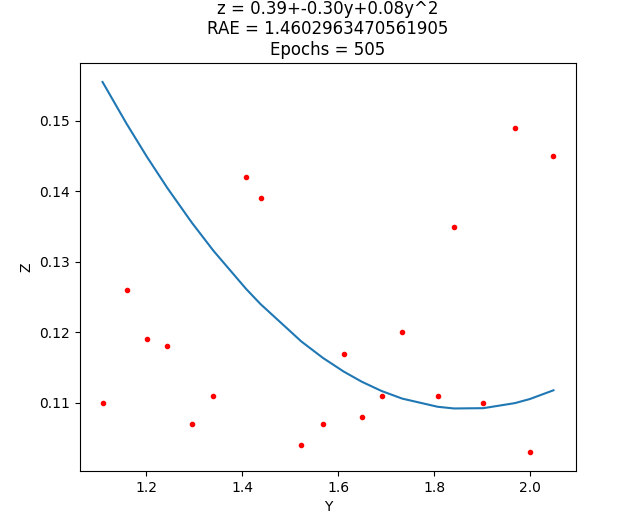 z = 0.39+-0.30y+0.08y^2
RAE = 1.4602963470561905
Epochs = 505
0.15
0.14
0.13
0.12
0.11
Z
1.2 1.4 1.6 1.8 2.0
Y